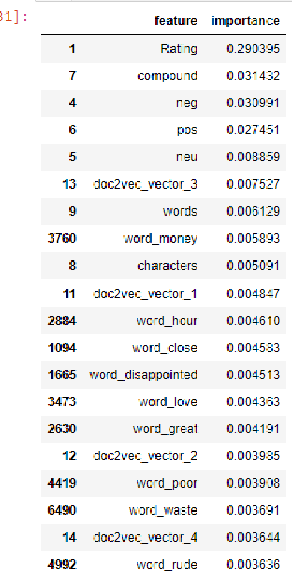 31]:
feature importance
1 Rating 0.290395
7 compound 0.031432
4 neg 0.030991
6 pos 0.027451
5 neu 0.008859
13 doc2vec_vector_3 0.007527
9 words 0.006129
3760 word_money 0.005893
8 characters 0.005091
11 doc2vec_vector_1 0.004847
2884 word_hour 0.004610
1094 word_close 0.004583
1665 word_disappointed 0.004513
3473 word_love 0.004363
2630 word_great 0.004191
12 doc2vec_vector_2 0.003985
4419 word_poor 0.003908
6490 word_waste 0.003691
14 doc2vec_vector_4 0.003644
4992 word_rude 0.003636